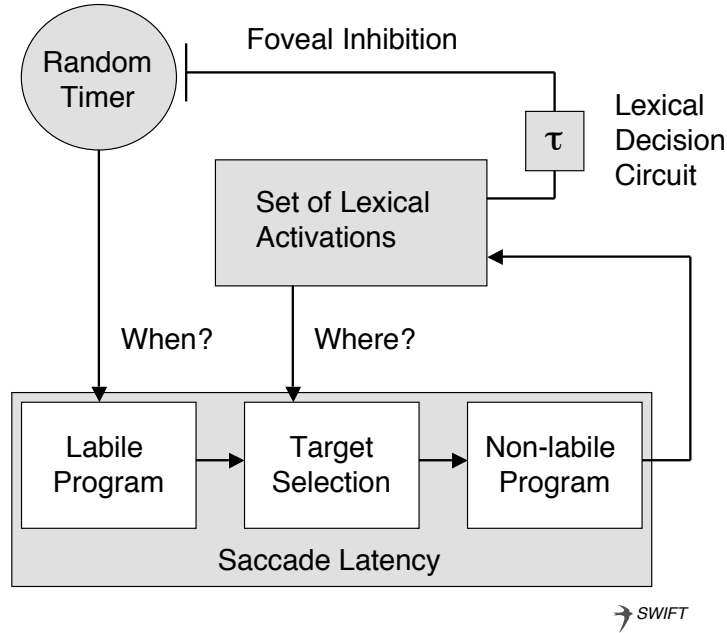 Foveal Inhibition
Random
Timer
Lexical
Decision
Circuit
τ
Set of Lexical
Activations
When?
Where?
Labile
Program
Target
Selection
Non-labile
Program
Saccade Latency
SWIFT